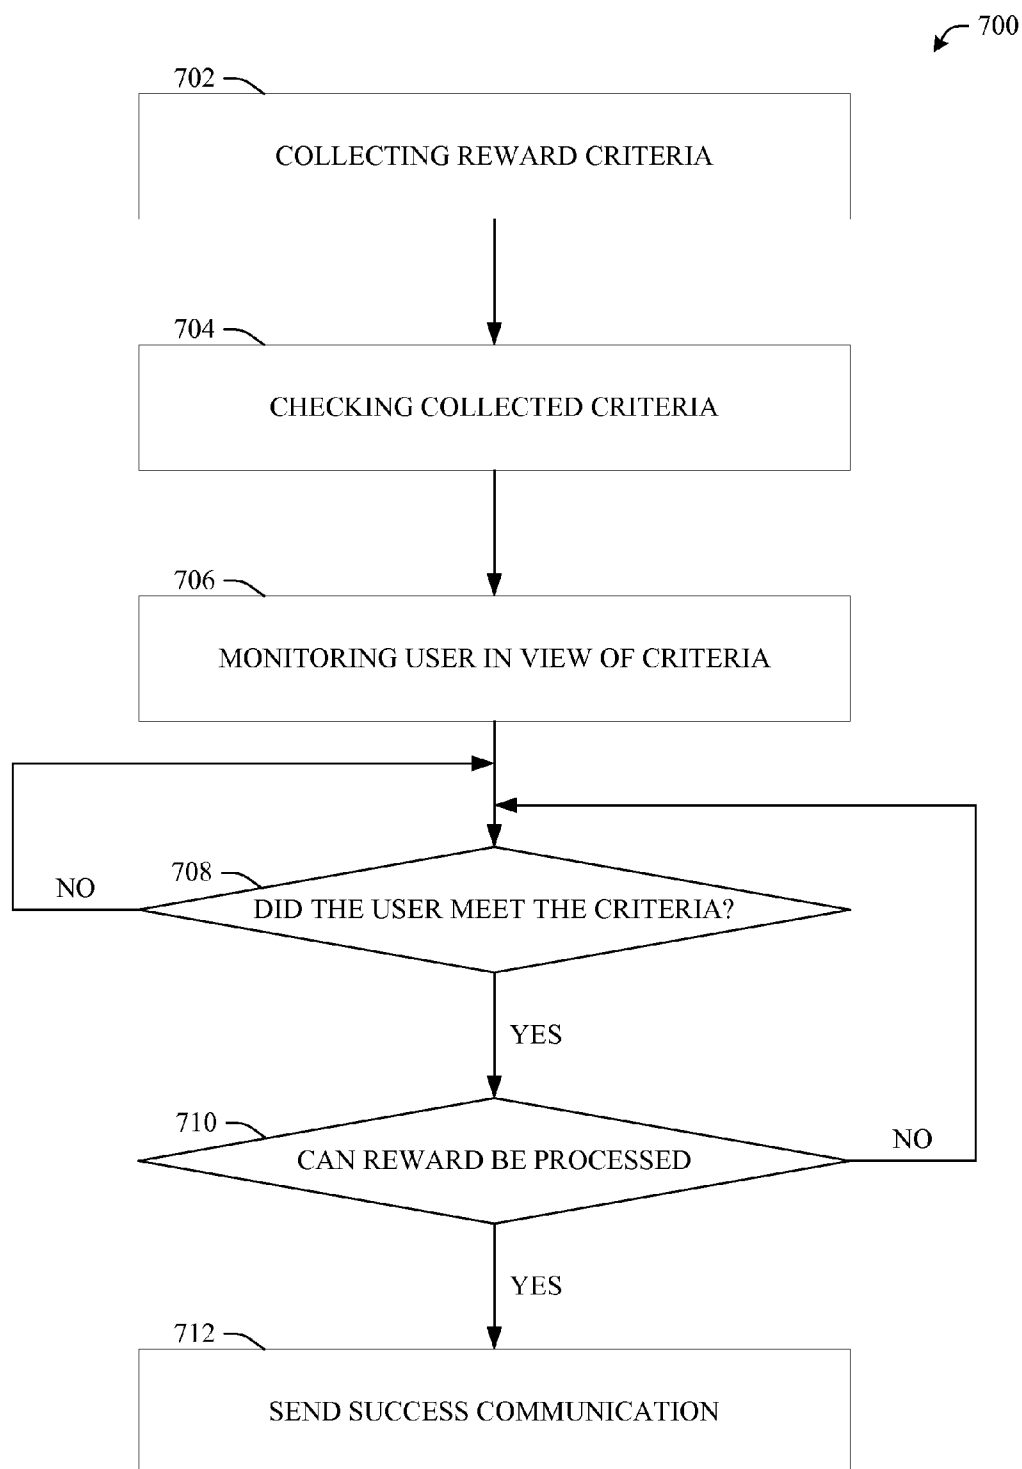 700
702
COLLECTING REWARD CRITERIA
704
CHECKING COLLECTED CRITERIA
706
MONITORING USER IN VIEW OF CRITERIA
708
NO
DID THE USER MEET THE CRITERIA?
YES
710
NO
CAN REWARD BE PROCESSED
YES
712
SEND SUCCESS COMMUNICATION